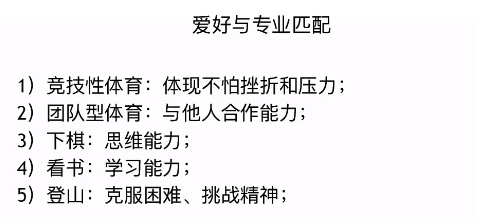 爱好与专业匹配
1）竞技性体育：体现不怕挫折和压力；
2）团队型体育：与他人合作能力；
3）下棋：思维能力；
4）看书：学习能力；
5）登山：克服困难、挑战精神；